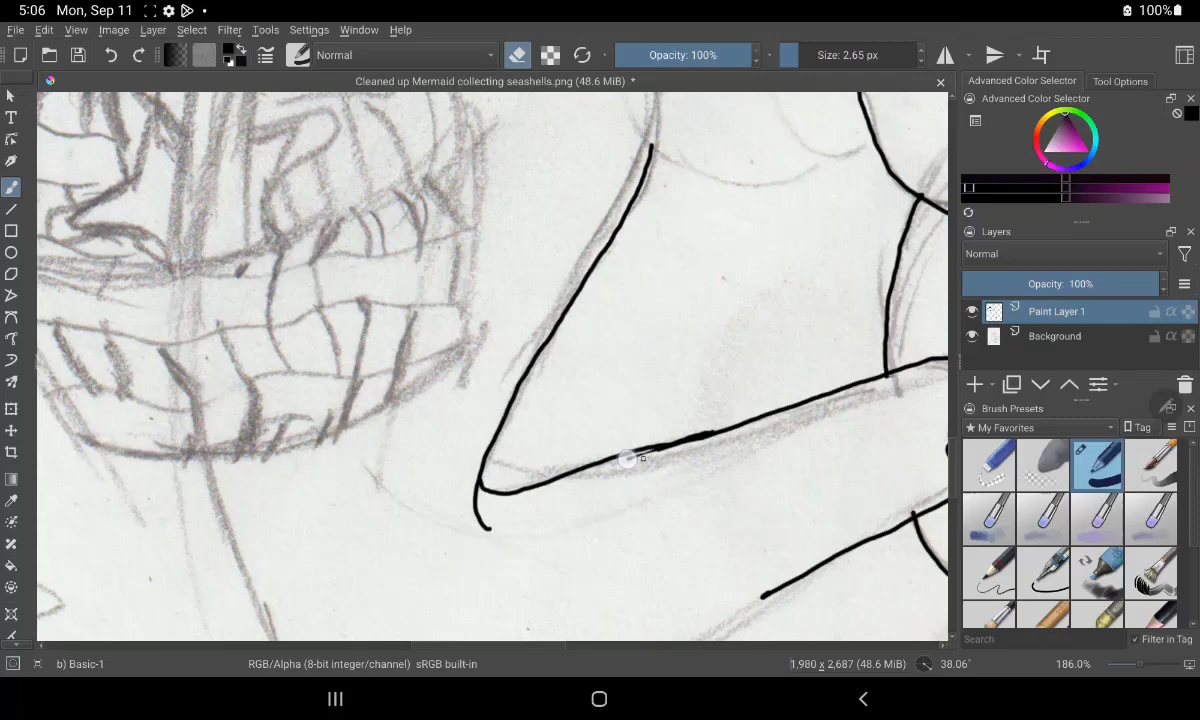 5:06 Mon, Sep 11 100%
File Edit View Image Layer Select Filter Tools Settings Window Help
Normal Opacity: 100% Size: 2.65 px
Cleaned up Mermaid collecting seashells.png (48.6 MiB) *
Advanced Color Selector Tool Options
Advanced Color Selector
Layers
Normal
Opacity: 100%
Paint Layer 1
Background
Brush Presets
★ My Favorites Tag
Search Filter in Tag
b) Basic-1 RGB/Alpha (8-bit integer/channel) sRGB built-in 1,980 x 2,687 (48.6 MiB) 38.06° 186.0%